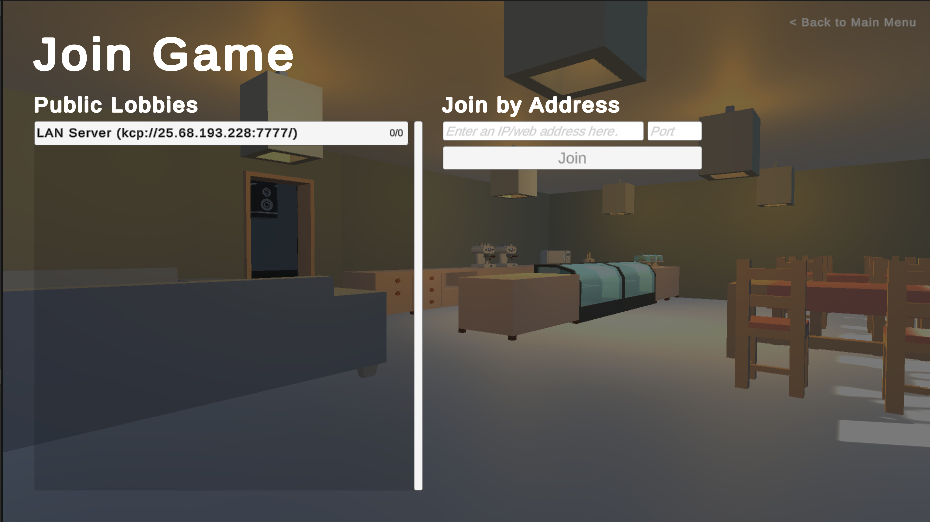 < Back to Main Menu
Join Game
Public Lobbies
LAN Server (kcp://25.68.193.228:7777/) 0/0
Join by Address
Enter an IP/web address here. Port
Join